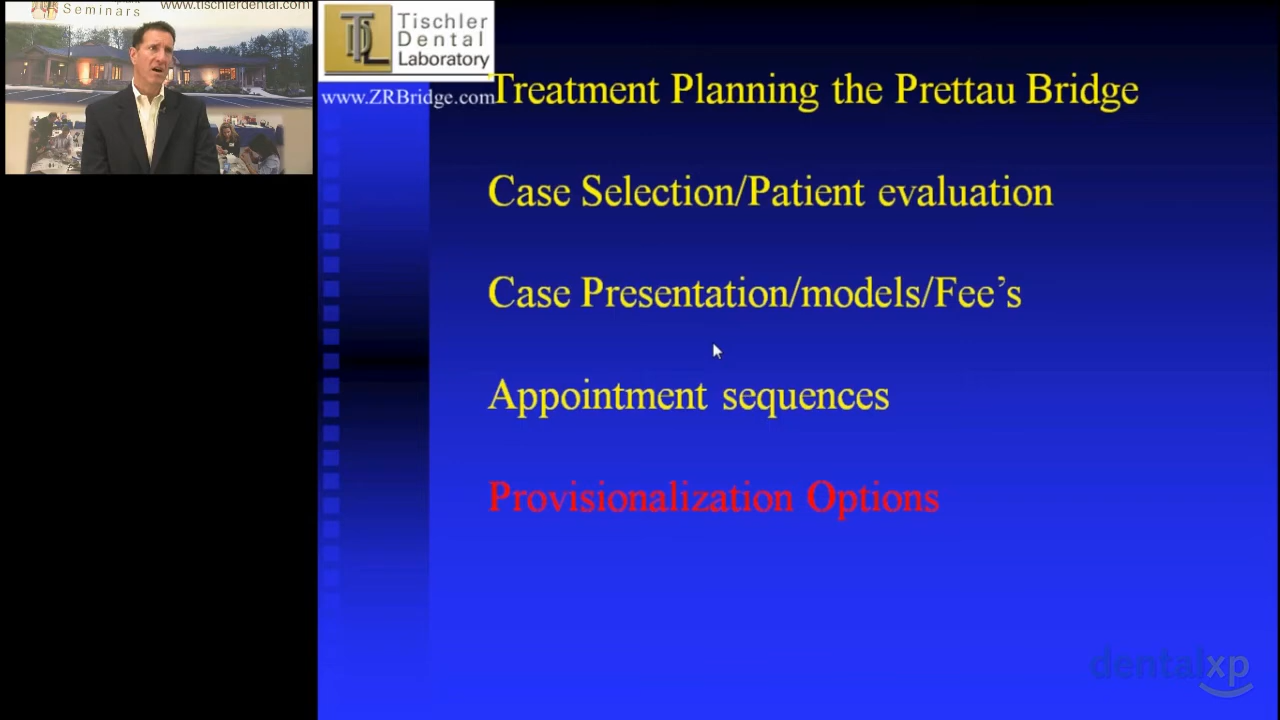 Seminars
www.tischlerdental.com
Tischler
Dental
Laboratory
www.ZRBridge.com
Treatment Planning the Prettau Bridge
Case Selection/Patient evaluation
Case Presentation/models/Fee’s
Appointment sequences
Provisionalization Options
dentalxp